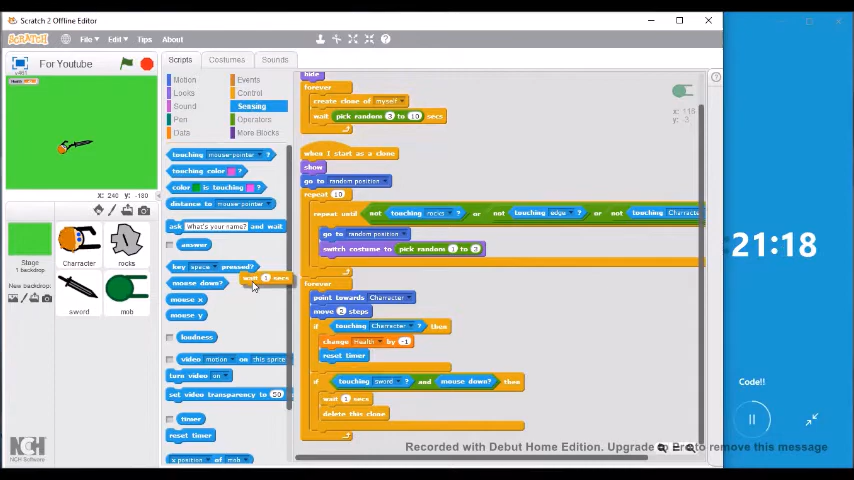 Scratch 2 Offline Editor
SCRATCH File Edit Tips About
For Youtube
v461
x: 240 y: -180
Stage
1 backdrop
New backdrop:
Character
rocks
sword
mob
Scripts Costumes Sounds
Motion Events
Looks Control
Sound Sensing
Pen Operators
Data More Blocks
touching mouse-pointer ?
touching color ?
color is touching ?
distance to mouse-pointer
ask What's your name? and wait
answer
key space pressed?
mouse down?
wait 1 secs
mouse x
mouse y
loudness
video motion on this sprite
turn video on
set video transparency to 50
timer
reset timer
x position of mob
hide
forever
create clone of myself
wait pick random 3 to 10 secs
when I start as a clone
show
go to random position
repeat 10
repeat until not touching rocks ? or not touching edge ? or not touching Characte
go to random position
switch costume to pick random 1 to 3
forever
point towards Character
move steps
if touching Character ? then
change Health by -1
reset timer
if touching sword ? and mouse down? then
wait 1 secs
delete this clone
x: 116
y: -3
21:18
Code!!
NCH Software
Recorded with Debut Home Edition. Upgrade to Pro to remove this message